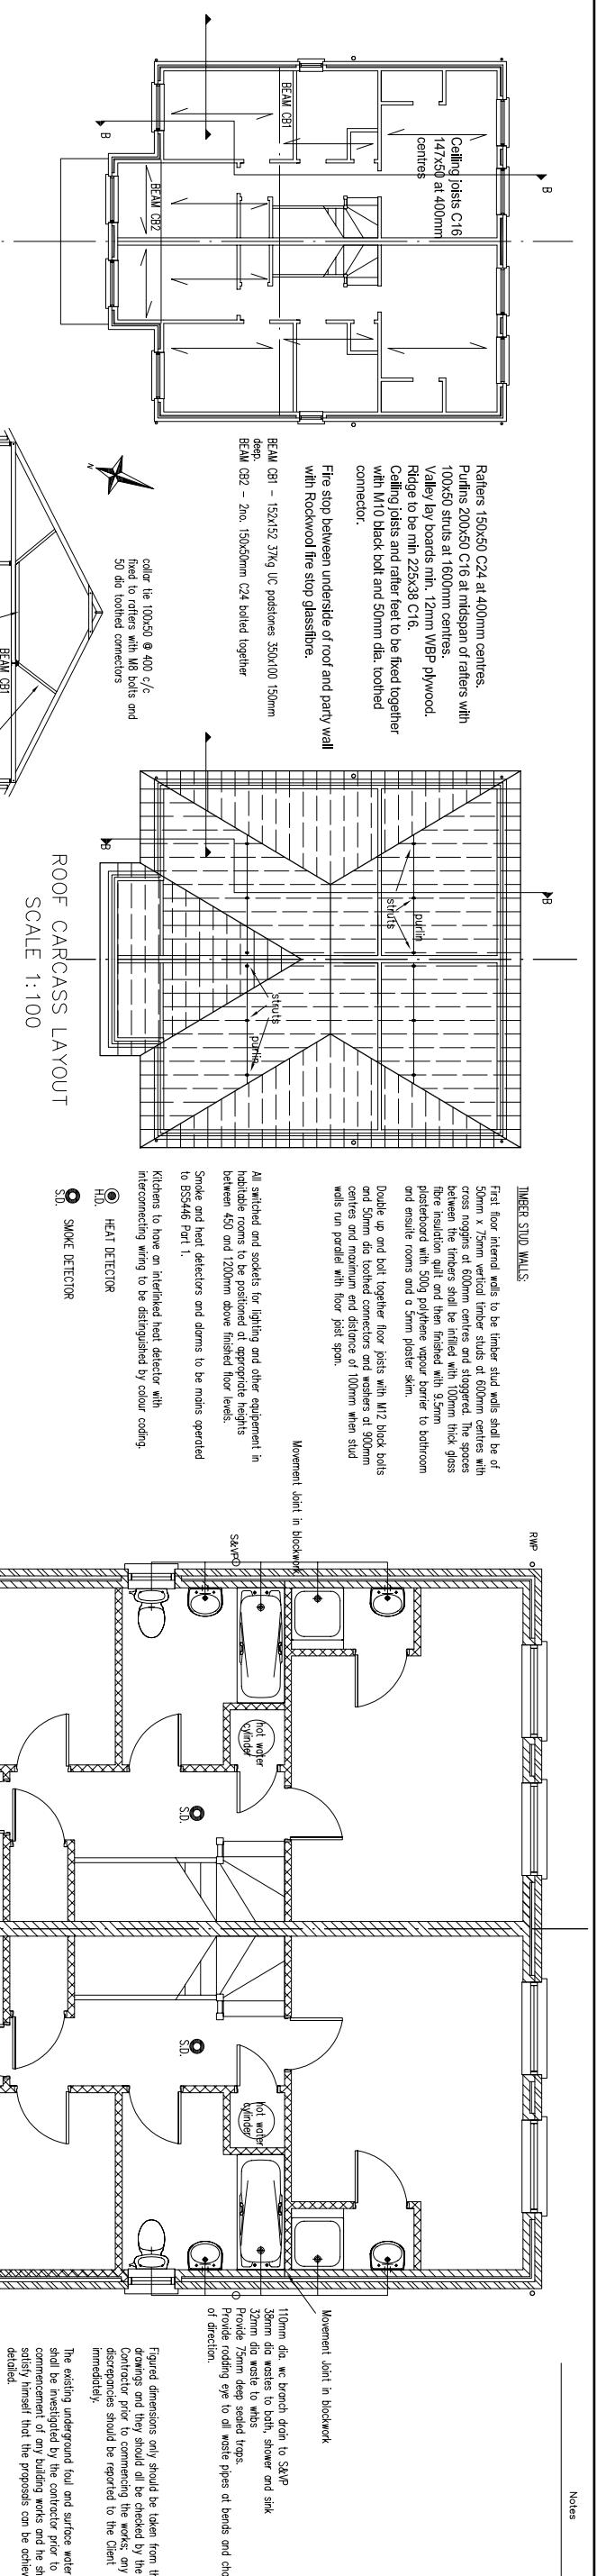 B
B
BEAM CB1
BEAM CB2
Ceiling joists C16
147x50 at 400mm
centres
Rafters 150x50 C24 at 400mm centres.
Purlins 200x50 C16 at midspan of rafters with
100x50 struts at 1600mm centres.
Valley lay boards min. 12mm WBP plywood.
Ridge to be min 225x38 C16.
Ceiling joists and rafter feet to be fixed together
with M10 black bolt and 50mm dia. toothed
connector.
Fire stop between underside of roof and party wall
with Rockwool fire stop glassfibre.
BEAM CB1 - 152x152 37Kg UC padstones 350x100 150mm
deep.
BEAM CB2 - 2no. 150x50mm C24 bolted together
N
collar tie 100x50 @ 400 c/c
fixed to rafters with M8 bolts and
50 dia toothed connectors
BEAM CB1
B
B
purlin
struts
struts
purlin
ROOF CARCASS LAYOUT
SCALE 1:100
TIMBER STUD WALLS:
First floor internal walls to be timber stud walls shall be of
50mm x 75mm vertical timber studs at 600mm centres with
cross noggins at 600mm centres and staggered. The spaces
between the timbers shall be infilled with 100mm thick glass
fibre insulation quilt and then finished with 9.5mm
plasterboard with 500g polythene vapour barrier to bathroom
and ensuite rooms and a 5mm plaster skim.
Double up and bolt together floor joists with M12 black bolts
and 50mm dia toothed connectors and washers at 900mm
centres and maximum end distance of 100mm when stud
walls run parallel with floor joist span.
All switched and sockets for lighting and other equipement in
habitable rooms to be positioned at appropriate heights
between 450 and 1200mm above finished floor levels.
Smoke and heat detectors and alarms to be mains operated
to BS5446 Part 1.
Kitchens to have an interlinked heat detector with
interconnecting wiring to be distinguished by colour coding.
HEAT DETECTOR
H.D.
SMOKE DETECTOR
S.D.
Movement Joint in blockwork
RWP
S&VP
hot water
cylinder
S.D.
S.D.
hot water
cylinder
Movement Joint in blockwork
110mm dia. wc branch drain to S&VP
38mm dia wastes to bath, shower and sink
32mm dia waste to whbs
Provide 75mm deep sealed traps.
Provide rodding eye to all waste pipes at bends and
of direction.
Figured dimensions only should be taken from
drawings and they should all be checked by the
Contractor prior to commencing the works; any
discrepancies should be reported to the Client
immediately.
The existing underground foul and surface water
shall be investigated by the contractor prior to
commencement of any building works and he
satisfy himself that the proposals can be
detailed.
Notes